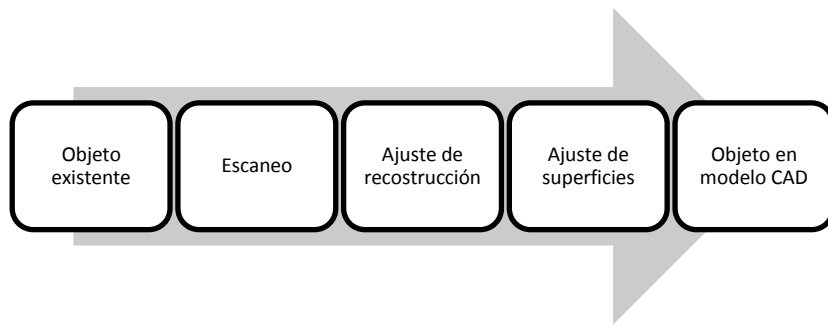 Objeto
existente
Escaneo
Ajuste de
recostrucción
Ajuste de
superficies
Objeto en
modelo CAD